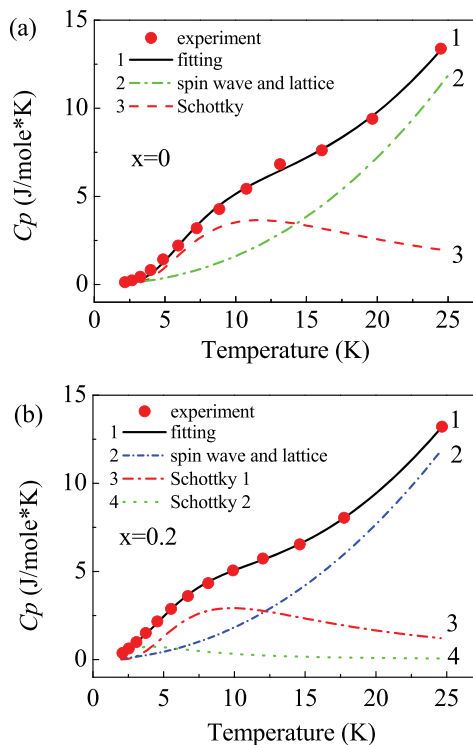 (a)
experiment
1 fitting
2 spin wave and lattice
3 Schottky
x=0
1
2
3
15
10
5
0
Cp (J/mole*K)
0 5 10 15 20 25
Temperature (K)
(b)
experiment
1 fitting
2 spin wave and lattice
3 Schottky 1
4 Schottky 2
x=0.2
1
2
3
4
15
10
5
0
Cp (J/mole*K)
0 5 10 15 20 25
Temperature (K)